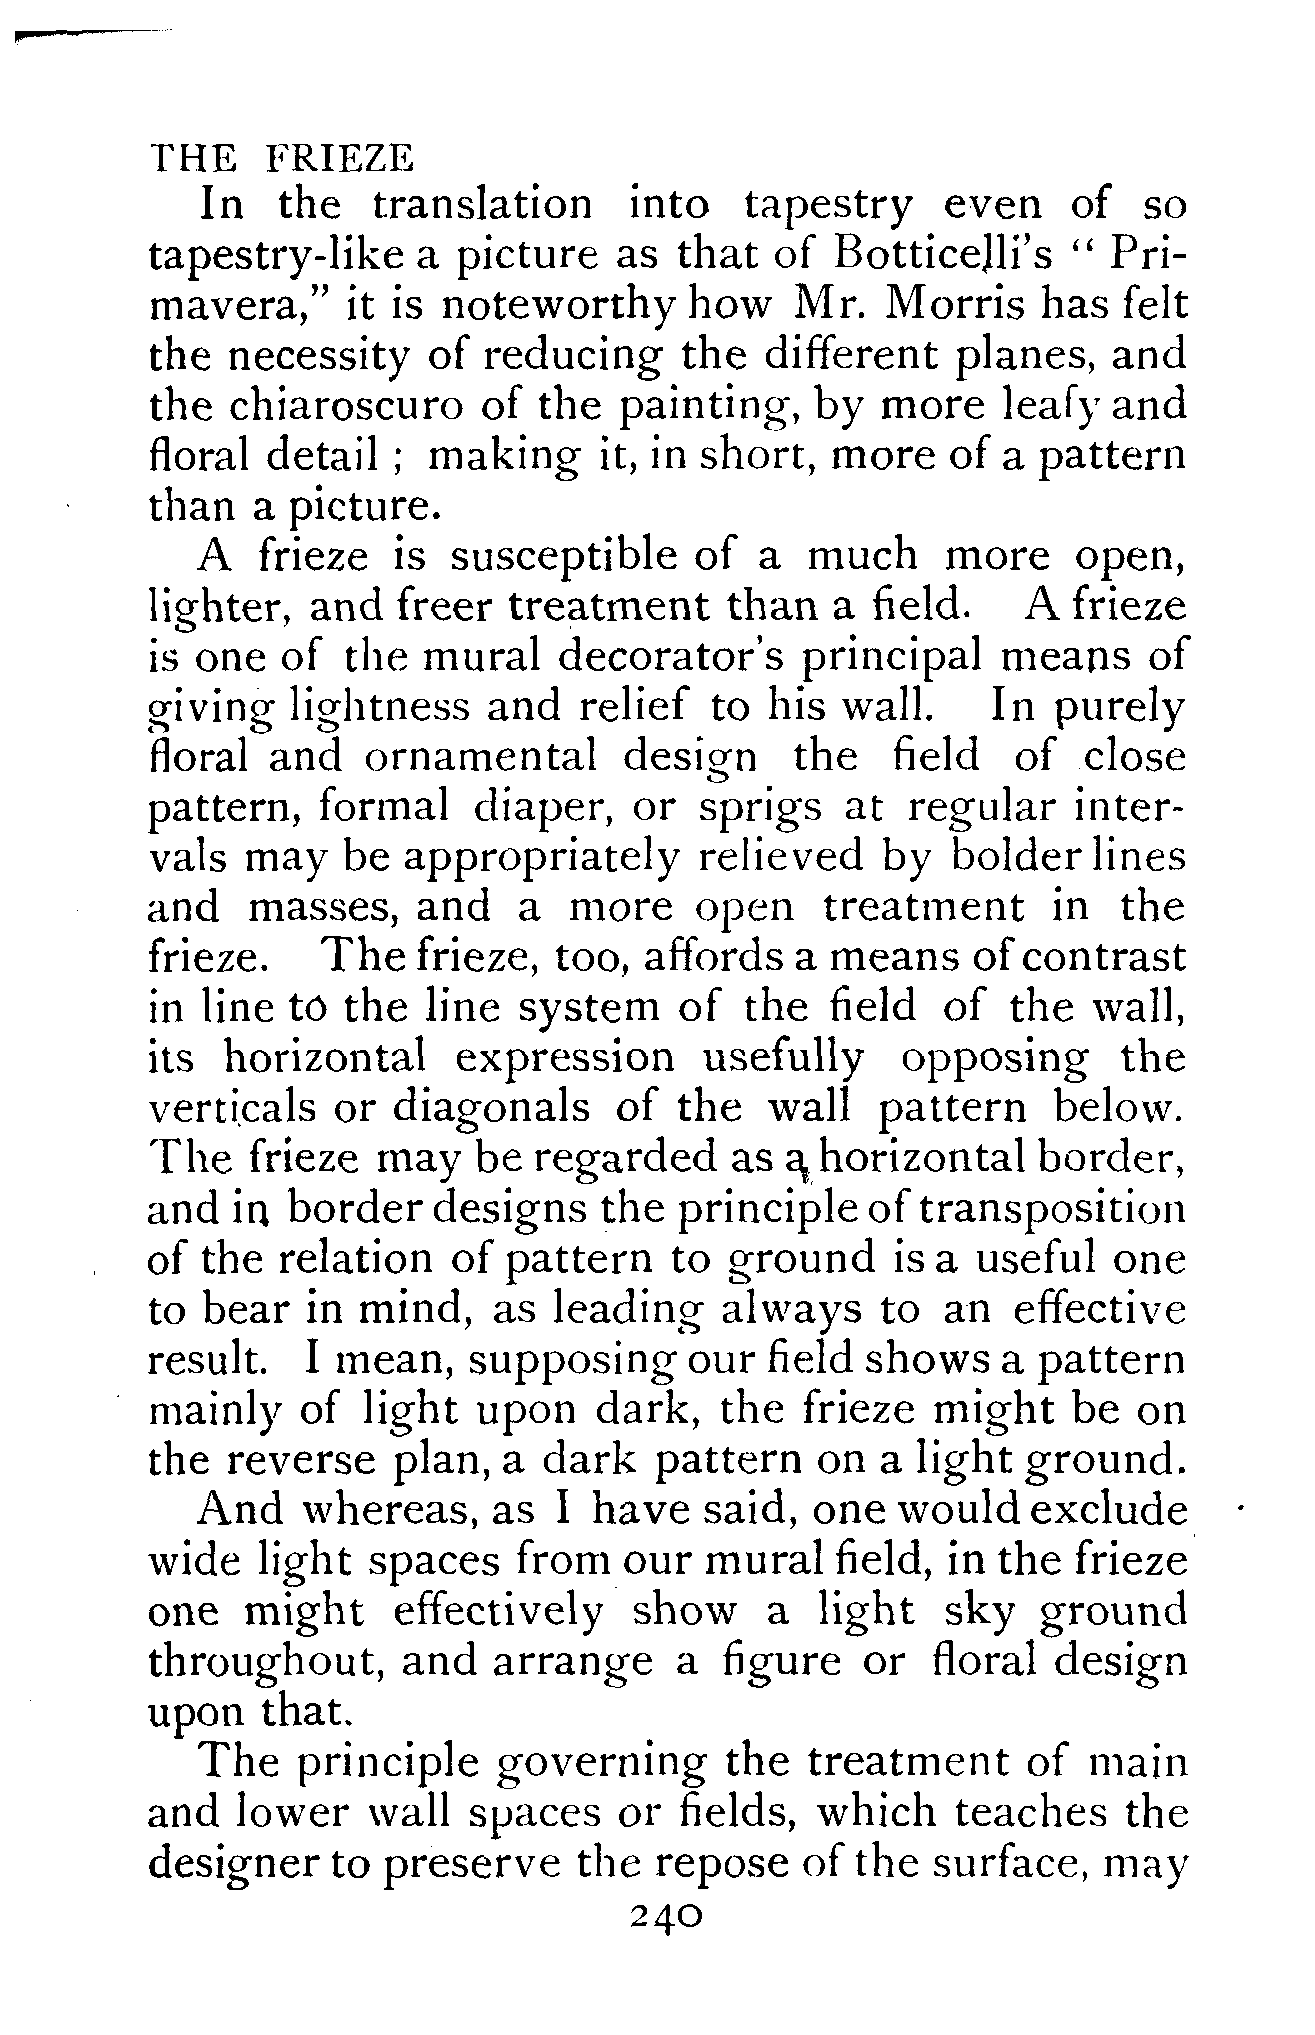 THE FRIEZE
In the translation into tapestry even of so
tapestry-like a picture as that of Botticelli's " Pri-
mavera," it is noteworthy how Mr. Morris has felt
the necessity of reducing the different planes, and
the chiaroscuro of the painting, by more leafy and
floral detail ; making it, in short, more of a pattern
than a picture.
A frieze is susceptible of a much more open,
lighter, and freer treatment than a field. A frieze
is one of the mural decorator's principal means of
giving lightness and relief to his wall. In purely
floral and ornamental design the field of close
pattern, formal diaper, or sprigs at regular inter-
vals may be appropriately relieved by bolder lines
and masses, and a more open treatment in the
frieze. The frieze, too, affords a means of contrast
in line to the line system of the field of the wall,
its horizontal expression usefully opposing the
verticals or diagonals of the wall pattern below.
The frieze may be regarded as a horizontal border,
and in border designs the principle of transposition
of the relation of pattern to ground is a useful one
to bear in mind, as leading always to an effective
result. I mean, supposing our field shows a pattern
mainly of light upon dark, the frieze might be on
the reverse plan, a dark pattern on a light ground.
And whereas, as I have said, one would exclude
wide light spaces from our mural field, in the frieze
one might effectively show a light sky ground
throughout, and arrange a figure or floral design
upon that.
The principle governing the treatment of main
and lower wall spaces or fields, which teaches the
designer to preserve the repose of the surface, may
240